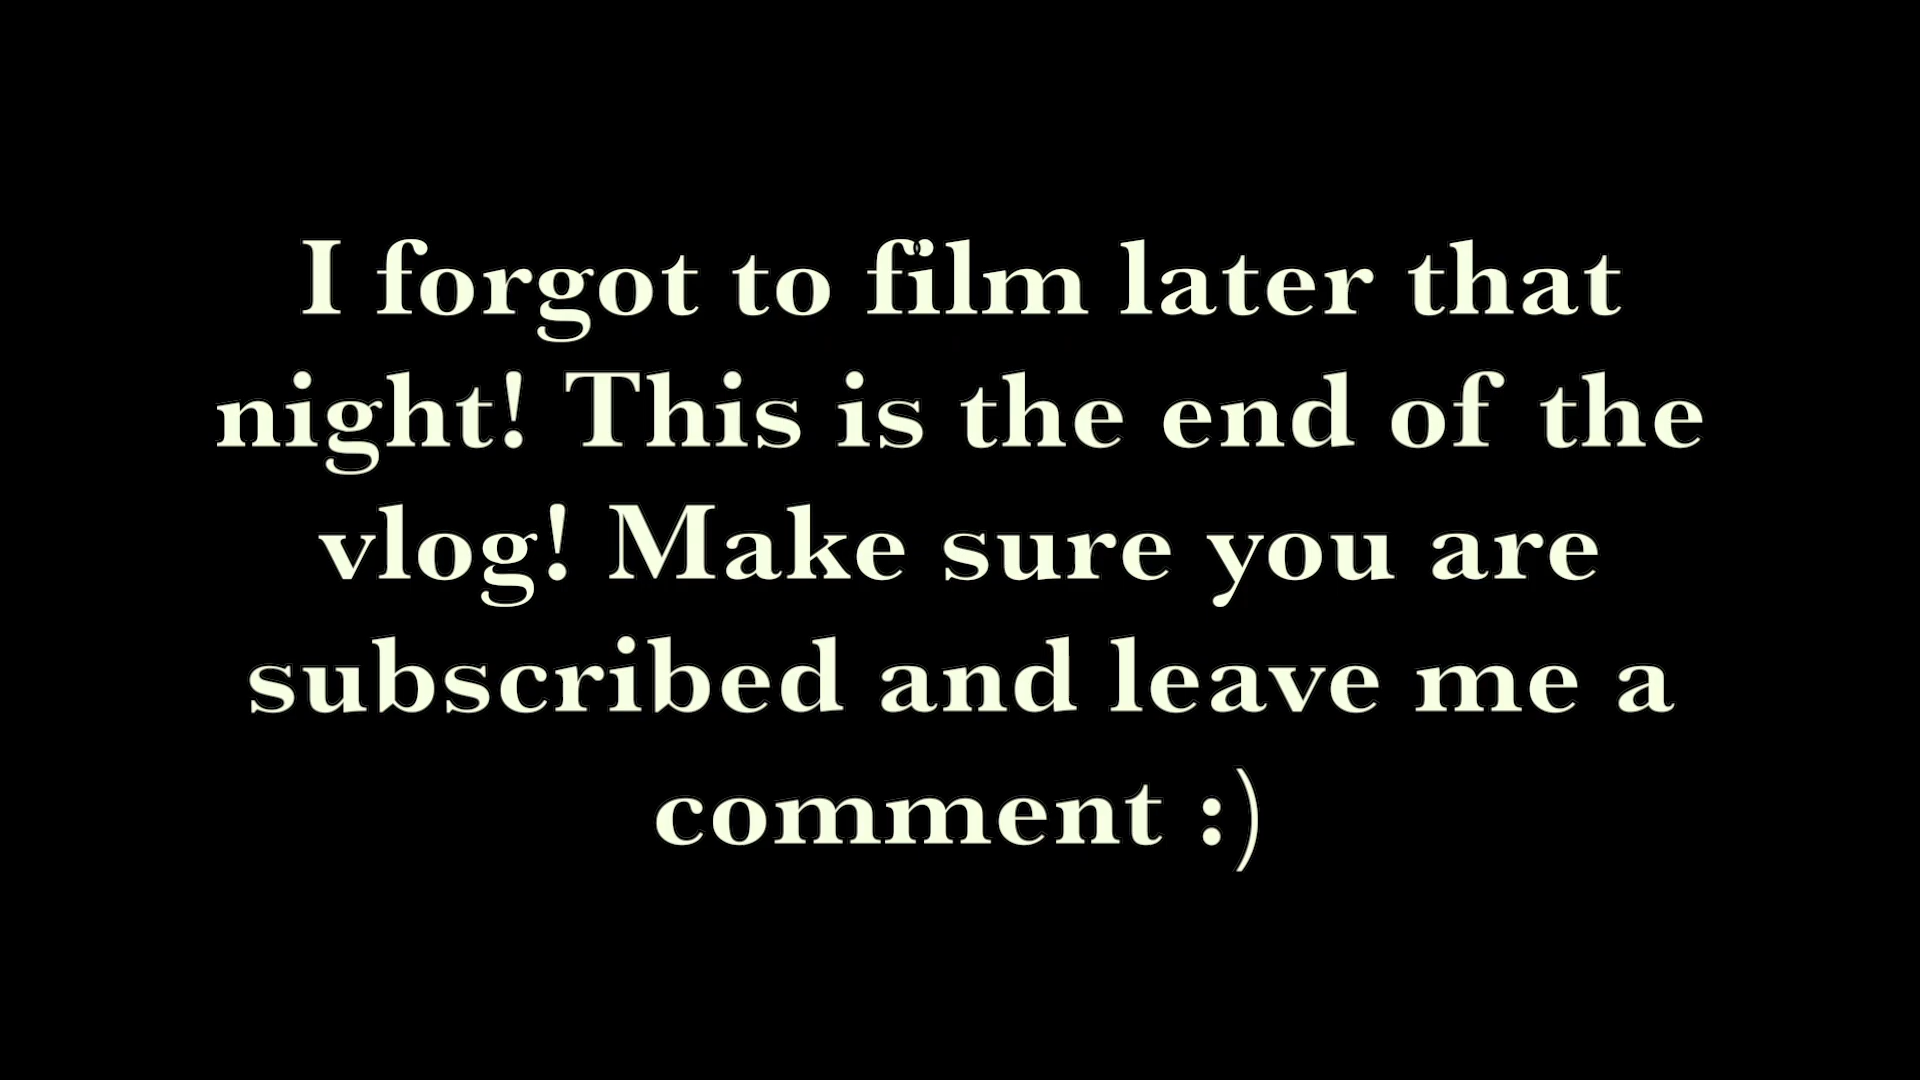 I forgot to film later that
night! This is the end of the
vlog! Make sure you are
subscribed and leave me a
comment :)